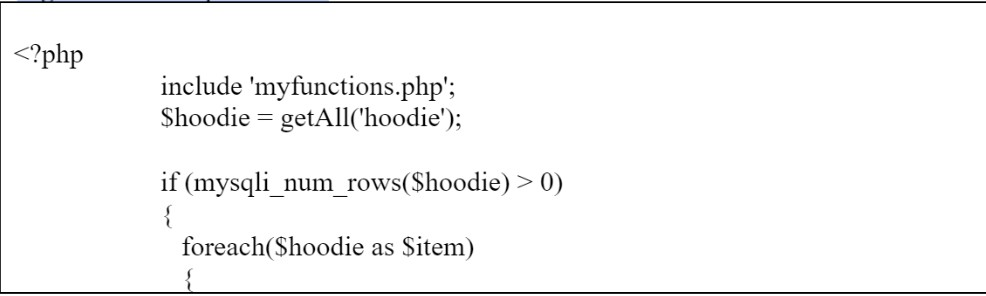 <?php
include 'myfunctions.php';
$hoodie = getAll('hoodie');
if (mysqli_num_rows($hoodie) > 0)
{
foreach($hoodie as $item)
{